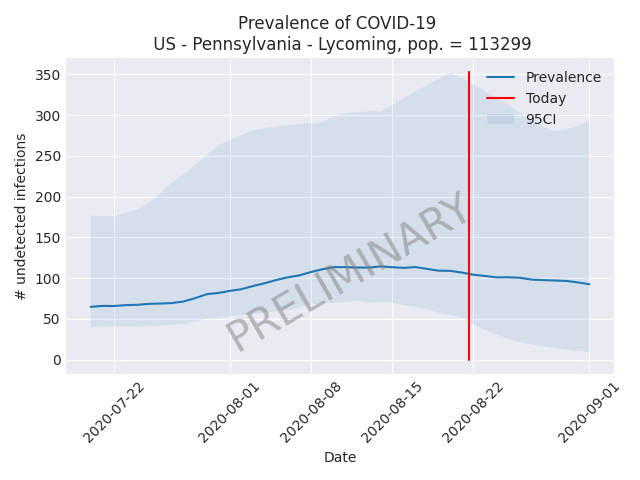 Prevalence of COVID-19
US - Pennsylvania - Lycoming, pop. = 113299
# undetected infections
350
300
250
200
150
100
50
0
Prevalence
Today
95CI
PRELIMINARY
2020-07-22
2020-08-01
2020-08-08
2020-08-15
2020-08-22
2020-09-01
Date